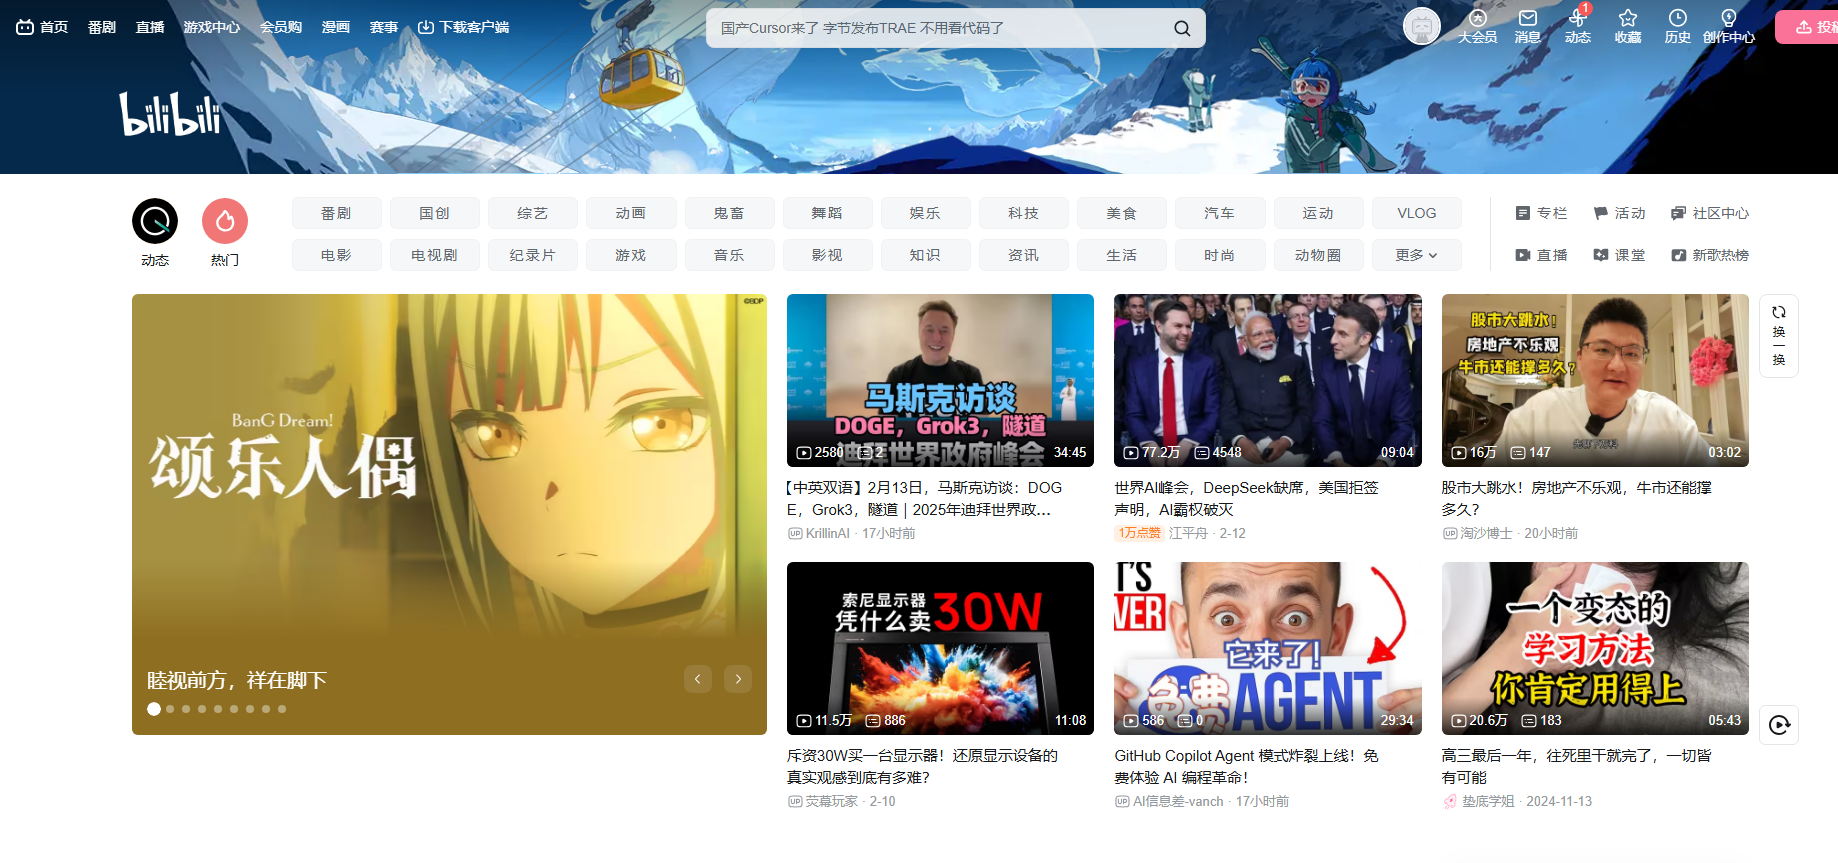 首页 番剧 直播 游戏中心 会员购 漫画 赛事 下载客户端
国产Cursor来了 字节发布TRAE 不用看代码了
大会员 消息 1 动态 收藏 历史 创作中心 投稿
bilibili
动态
热门
番剧 国创 综艺 动画 鬼畜 舞蹈 娱乐 科技 美食 汽车 运动 VLOG
电影 电视剧 纪录片 游戏 音乐 影视 知识 资讯 生活 时尚 动物圈 更多
专栏 活动 社区中心
直播 课堂 新歌热榜
©BDP
BanG Dream!
颂乐人偶
睦视前方，祥在脚下
马斯克访谈
DOGE，Grok3，隧道
迪拜世界政府峰会
2580 2 34:45
【中英双语】2月13日，马斯克访谈：DOG
E，Grok3，隧道 | 2025年迪拜世界政...
UP KrillinAI · 17小时前
77.2万 4548 09:04
世界AI峰会，DeepSeek缺席，美国拒签
声明，AI霸权破灭
1万点赞 江平舟 · 2-12
股市大跳水！
房地产不乐观
牛市还能撑多久？
16万 147 03:02
股市大跳水！房地产不乐观，牛市还能撑
多久？
UP 淘沙博士 · 20小时前
换一换
索尼显示器
凭什么卖30W
11.5万 886 11:08
斥资30W买一台显示器！还原显示设备的
真实观感到底有多难？
UP 荧幕玩家 · 2-10
T'S
VER
它来了！
免费AGENT
586 0 29:34
GitHub Copilot Agent 模式炸裂上线！免
费体验 AI 编程革命！
UP AI信息差-vanch · 17小时前
一个变态的
学习方法
你肯定用得上
20.6万 183 05:43
高三最后一年，往死里干就完了，一切皆
有可能
垫底学姐 · 2024-11-13